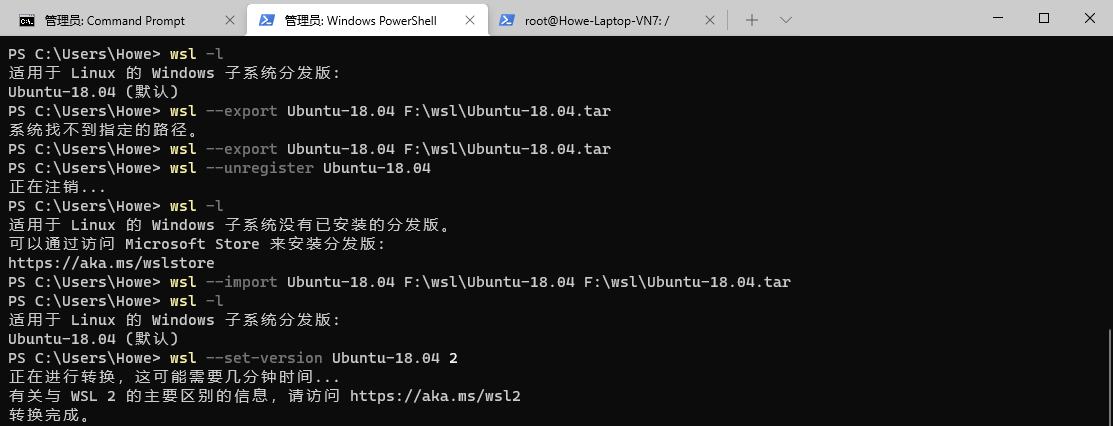 管理员: Command Prompt
管理员: Windows PowerShell
root@Howe-Laptop-VN7: /
PS C:\Users\Howe> wsl -l
适用于 Linux 的 Windows 子系统分发版:
Ubuntu-18.04 (默认)
PS C:\Users\Howe> wsl --export Ubuntu-18.04 F:\wsl\Ubuntu-18.04.tar
系统找不到指定的路径。
PS C:\Users\Howe> wsl --export Ubuntu-18.04 F:\wsl\Ubuntu-18.04.tar
PS C:\Users\Howe> wsl --unregister Ubuntu-18.04
正在注销...
PS C:\Users\Howe> wsl -l
适用于 Linux 的 Windows 子系统没有已安装的分发版。
可以通过访问 Microsoft Store 来安装分发版:
https://aka.ms/wslstore
PS C:\Users\Howe> wsl --import Ubuntu-18.04 F:\wsl\Ubuntu-18.04 F:\wsl\Ubuntu-18.04.tar
PS C:\Users\Howe> wsl -l
适用于 Linux 的 Windows 子系统分发版:
Ubuntu-18.04 (默认)
PS C:\Users\Howe> wsl --set-version Ubuntu-18.04 2
正在进行转换，这可能需要几分钟时间...
有关与 WSL 2 的主要区别的信息，请访问 https://aka.ms/wsl2
转换完成。